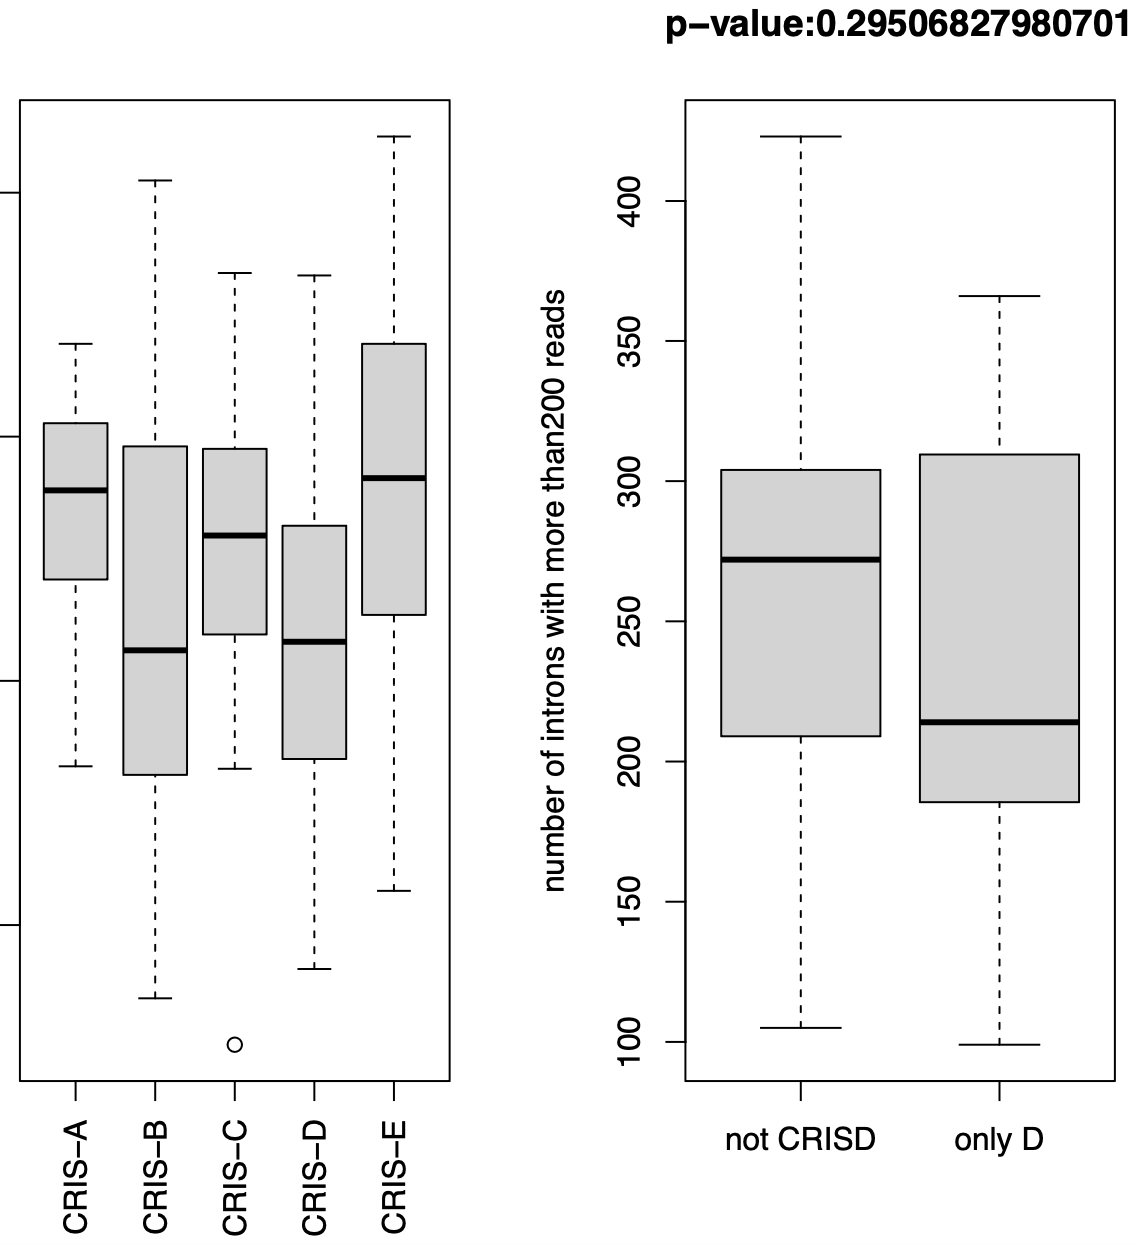 p-value:0.29506827980701
number of introns with more than200 reads
400
350
300
250
200
150
100
CRIS-A
CRIS-B
CRIS-C
CRIS-D
CRIS-E
not CRISD
only D